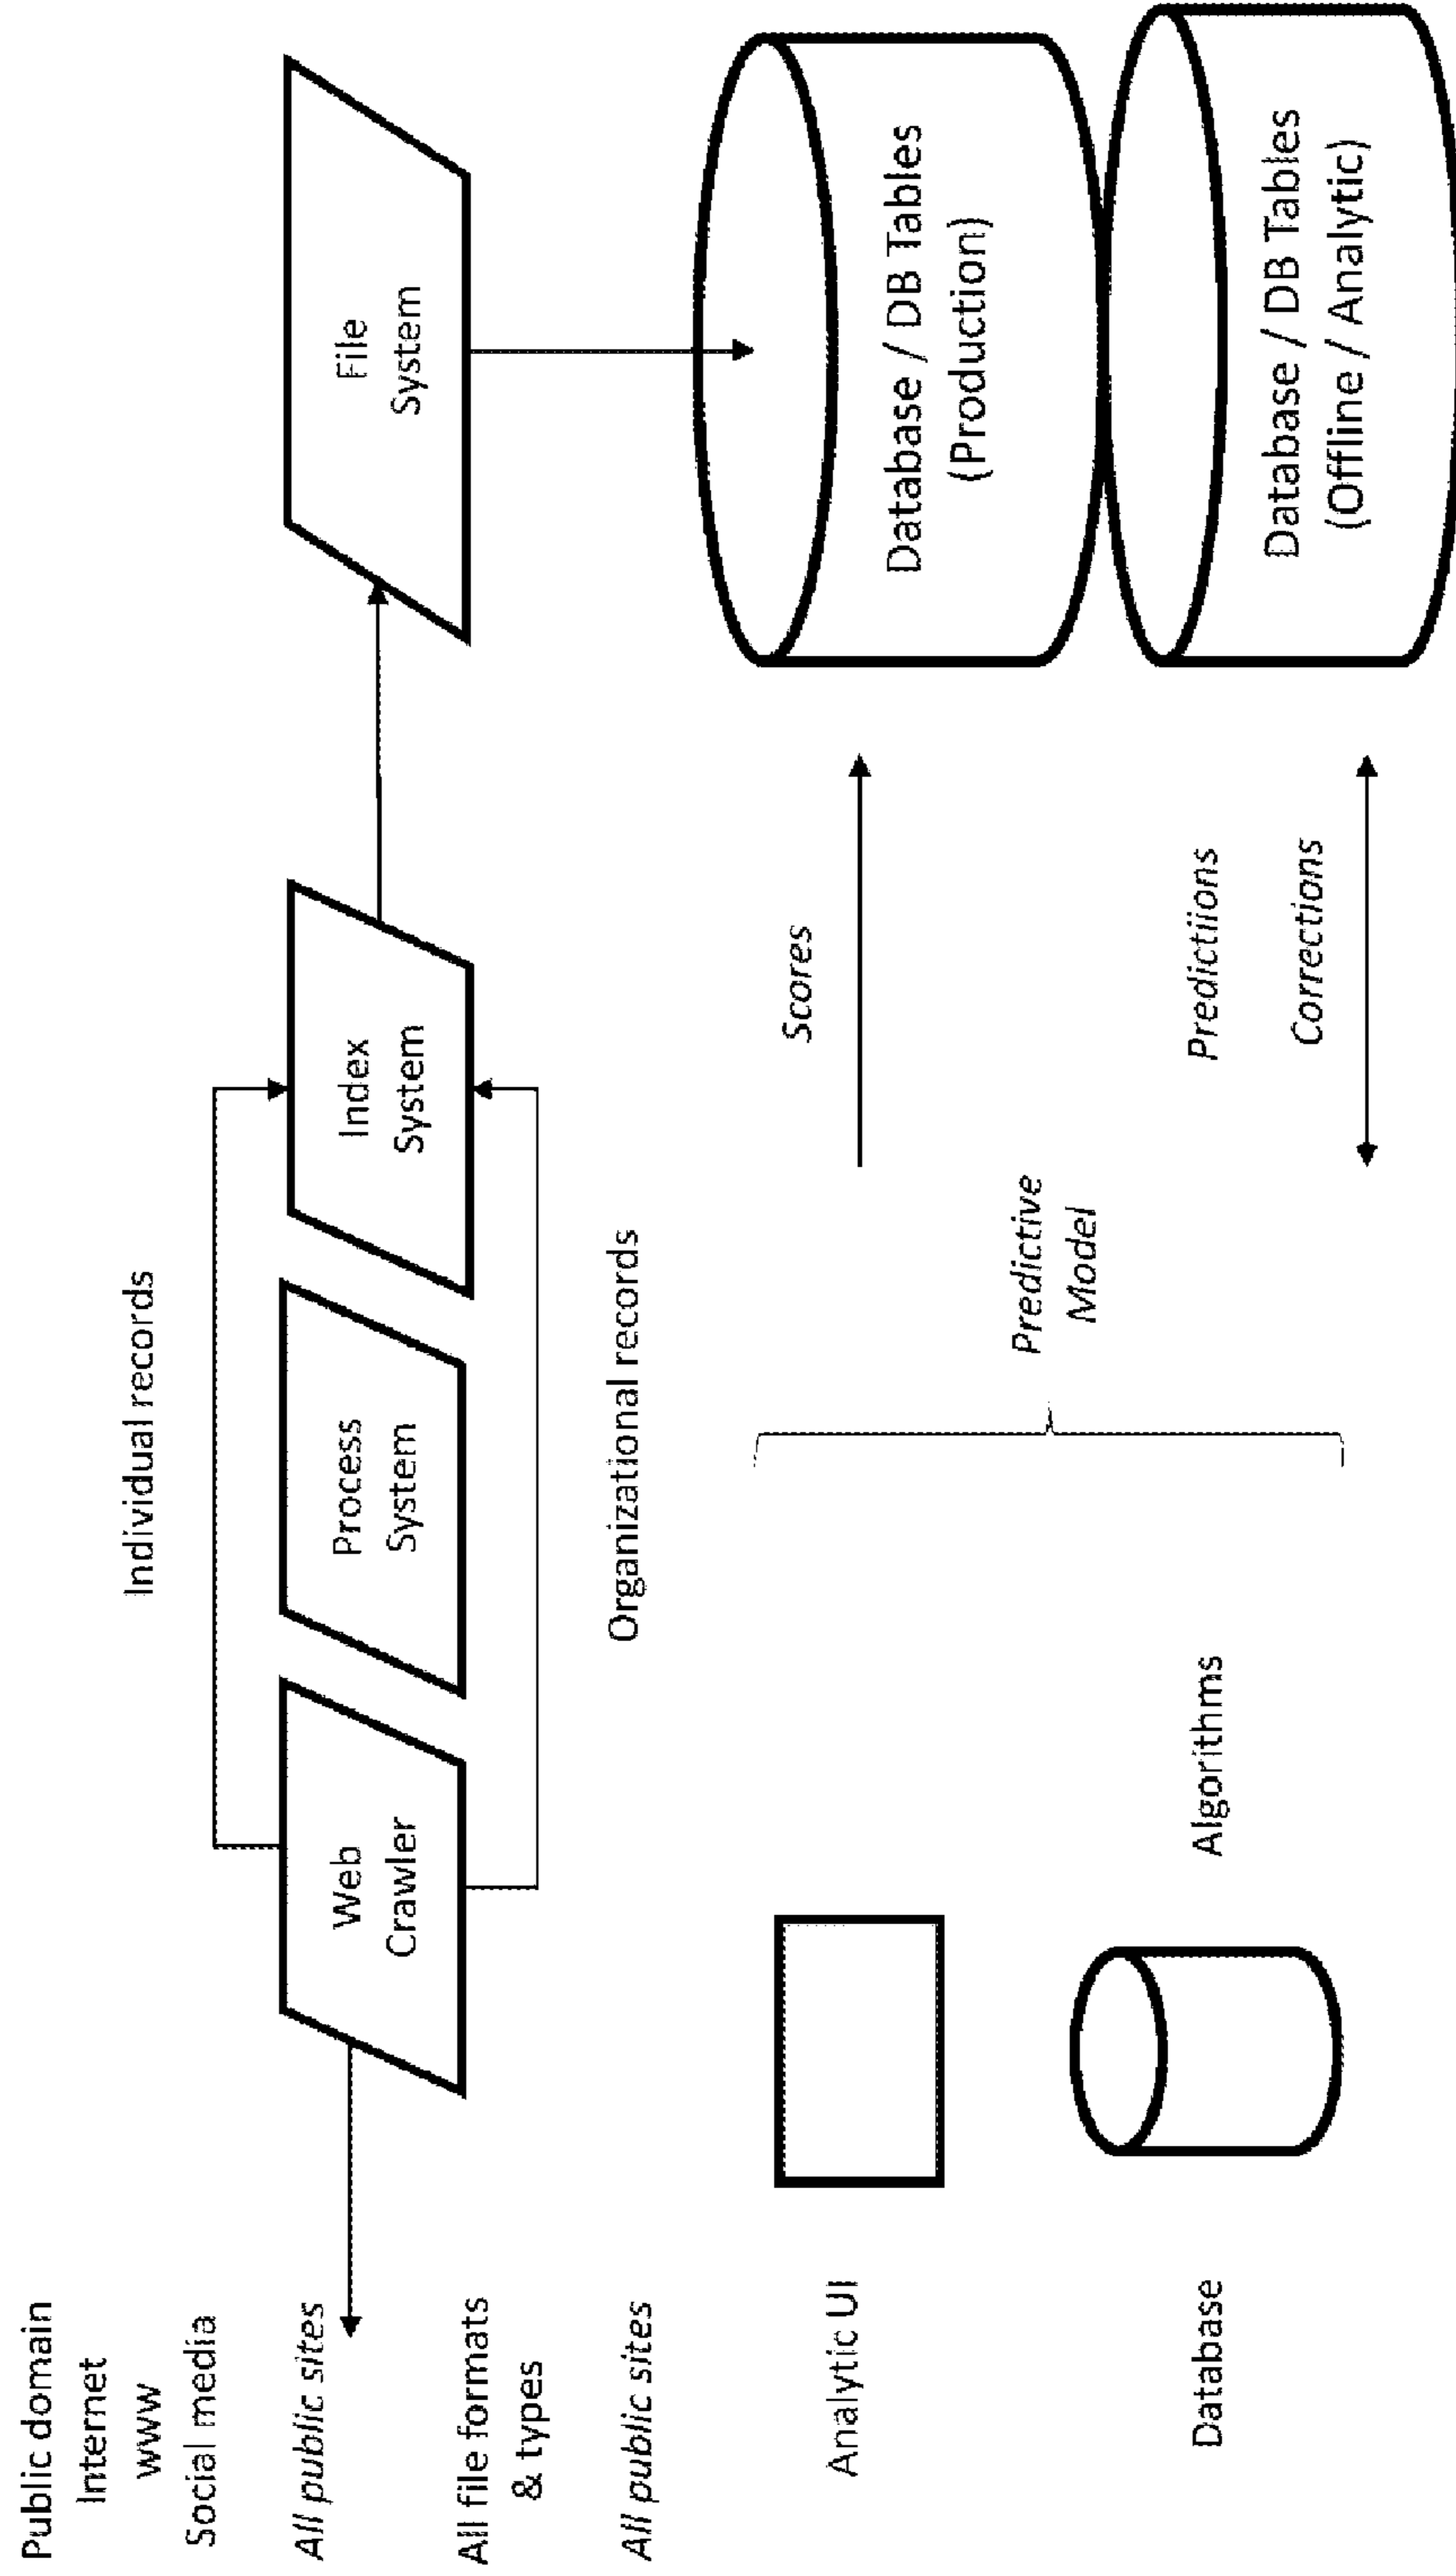 Public domain
Internet
www
Social media
All public sites
All file formats
& types
All public sites
Individual records
Web
Crawler
Process
System
Index
System
File
System
Organizational records
Analytic UI
Database
Algorithms
Predictive
Model
Scores
Predictiions
Corrections
Database / DB Tables
(Production)
Database / DB Tables
(Offline / Analytic)